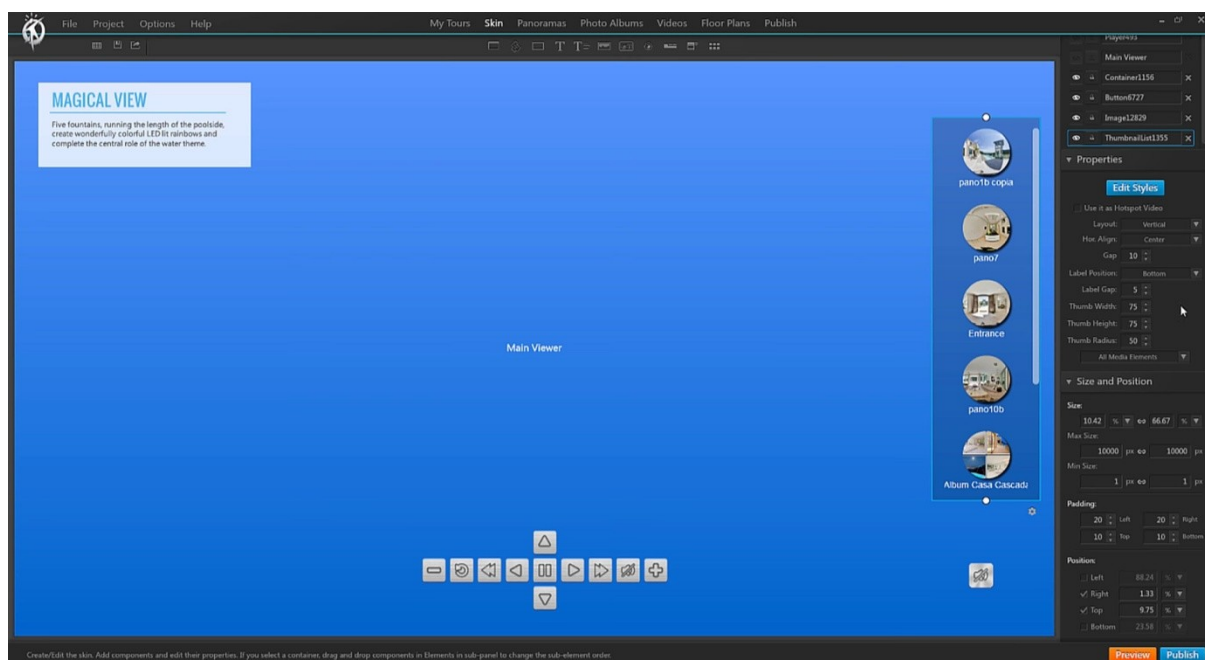 File Project Options Help
My Tours Skin Panoramas Photo Albums Videos Floor Plans Publish
Player493
Main Viewer
Container1156
Button6727
Image12829
ThumbnailList1355
Properties
Edit Styles
Use it as Hotspot Video
Layout: Vertical
Hor. Align: Center
Gap 10
Label Position: Bottom
Label Gap: 5
Thumb Width: 75
Thumb Height: 75
Thumb Radius: 50
All Media Elements
Size and Position
Size:
10.42 % 66.67 %
Max Size:
10000 px 10000 px
Min Size:
1 px 1 px
Padding:
20 Left 20 Right
10 Top 10 Bottom
Position:
Left 88.24 %
Right 1.33 %
Top 9.75 %
Bottom 23.58 %
MAGICAL VIEW
Five fountains, running the length of the poolside,
create wonderfully colorful LED lit rainbows and
complete the central role of the water theme.
Main Viewer
pano1b copia
pano7
Entrance
pano10b
Album Casa Cascada
Create/Edit the skin. Add components and edit their properties. If you select a container, drag and drop components in Elements in sub-panel to change the sub-element order.
Preview Publish